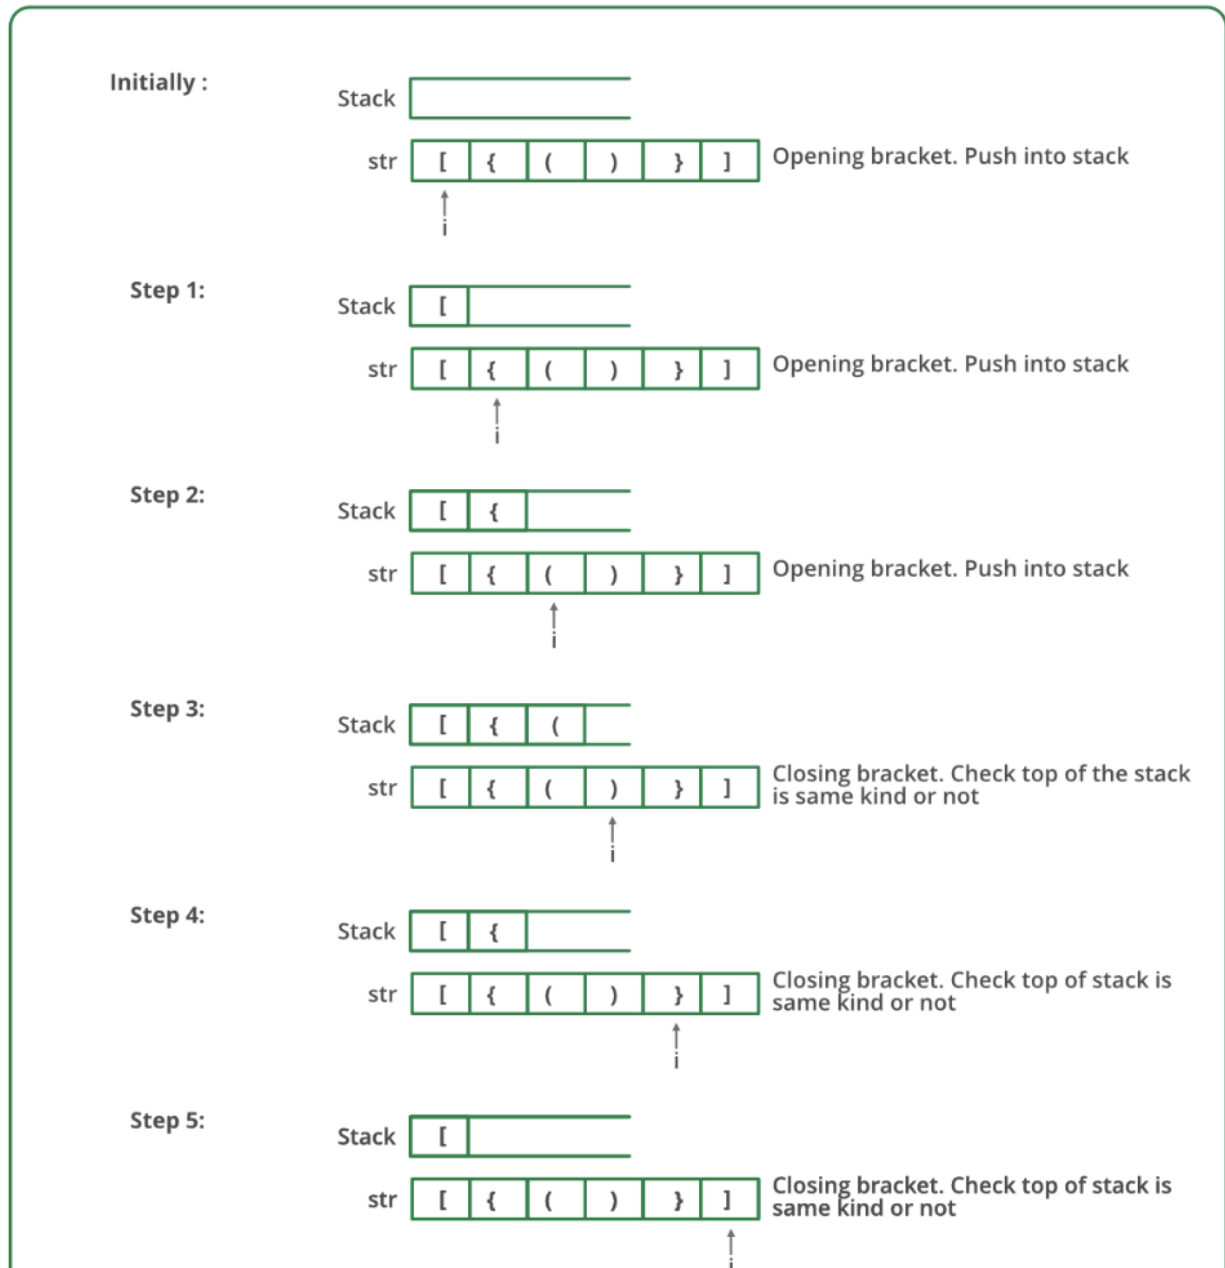 Initially :
Stack
str [ { ( ) } ] Opening bracket. Push into stack
i
Step 1:
Stack [
str [ { ( ) } ] Opening bracket. Push into stack
i
Step 2:
Stack [ {
str [ { ( ) } ] Opening bracket. Push into stack
i
Step 3:
Stack [ { (
str [ { ( ) } ] Closing bracket. Check top of the stack
is same kind or not
i
Step 4:
Stack [ {
str [ { ( ) } ] Closing bracket. Check top of stack is
same kind or not
i
Step 5:
Stack [
str [ { ( ) } ] Closing bracket. Check top of stack is
same kind or not
i